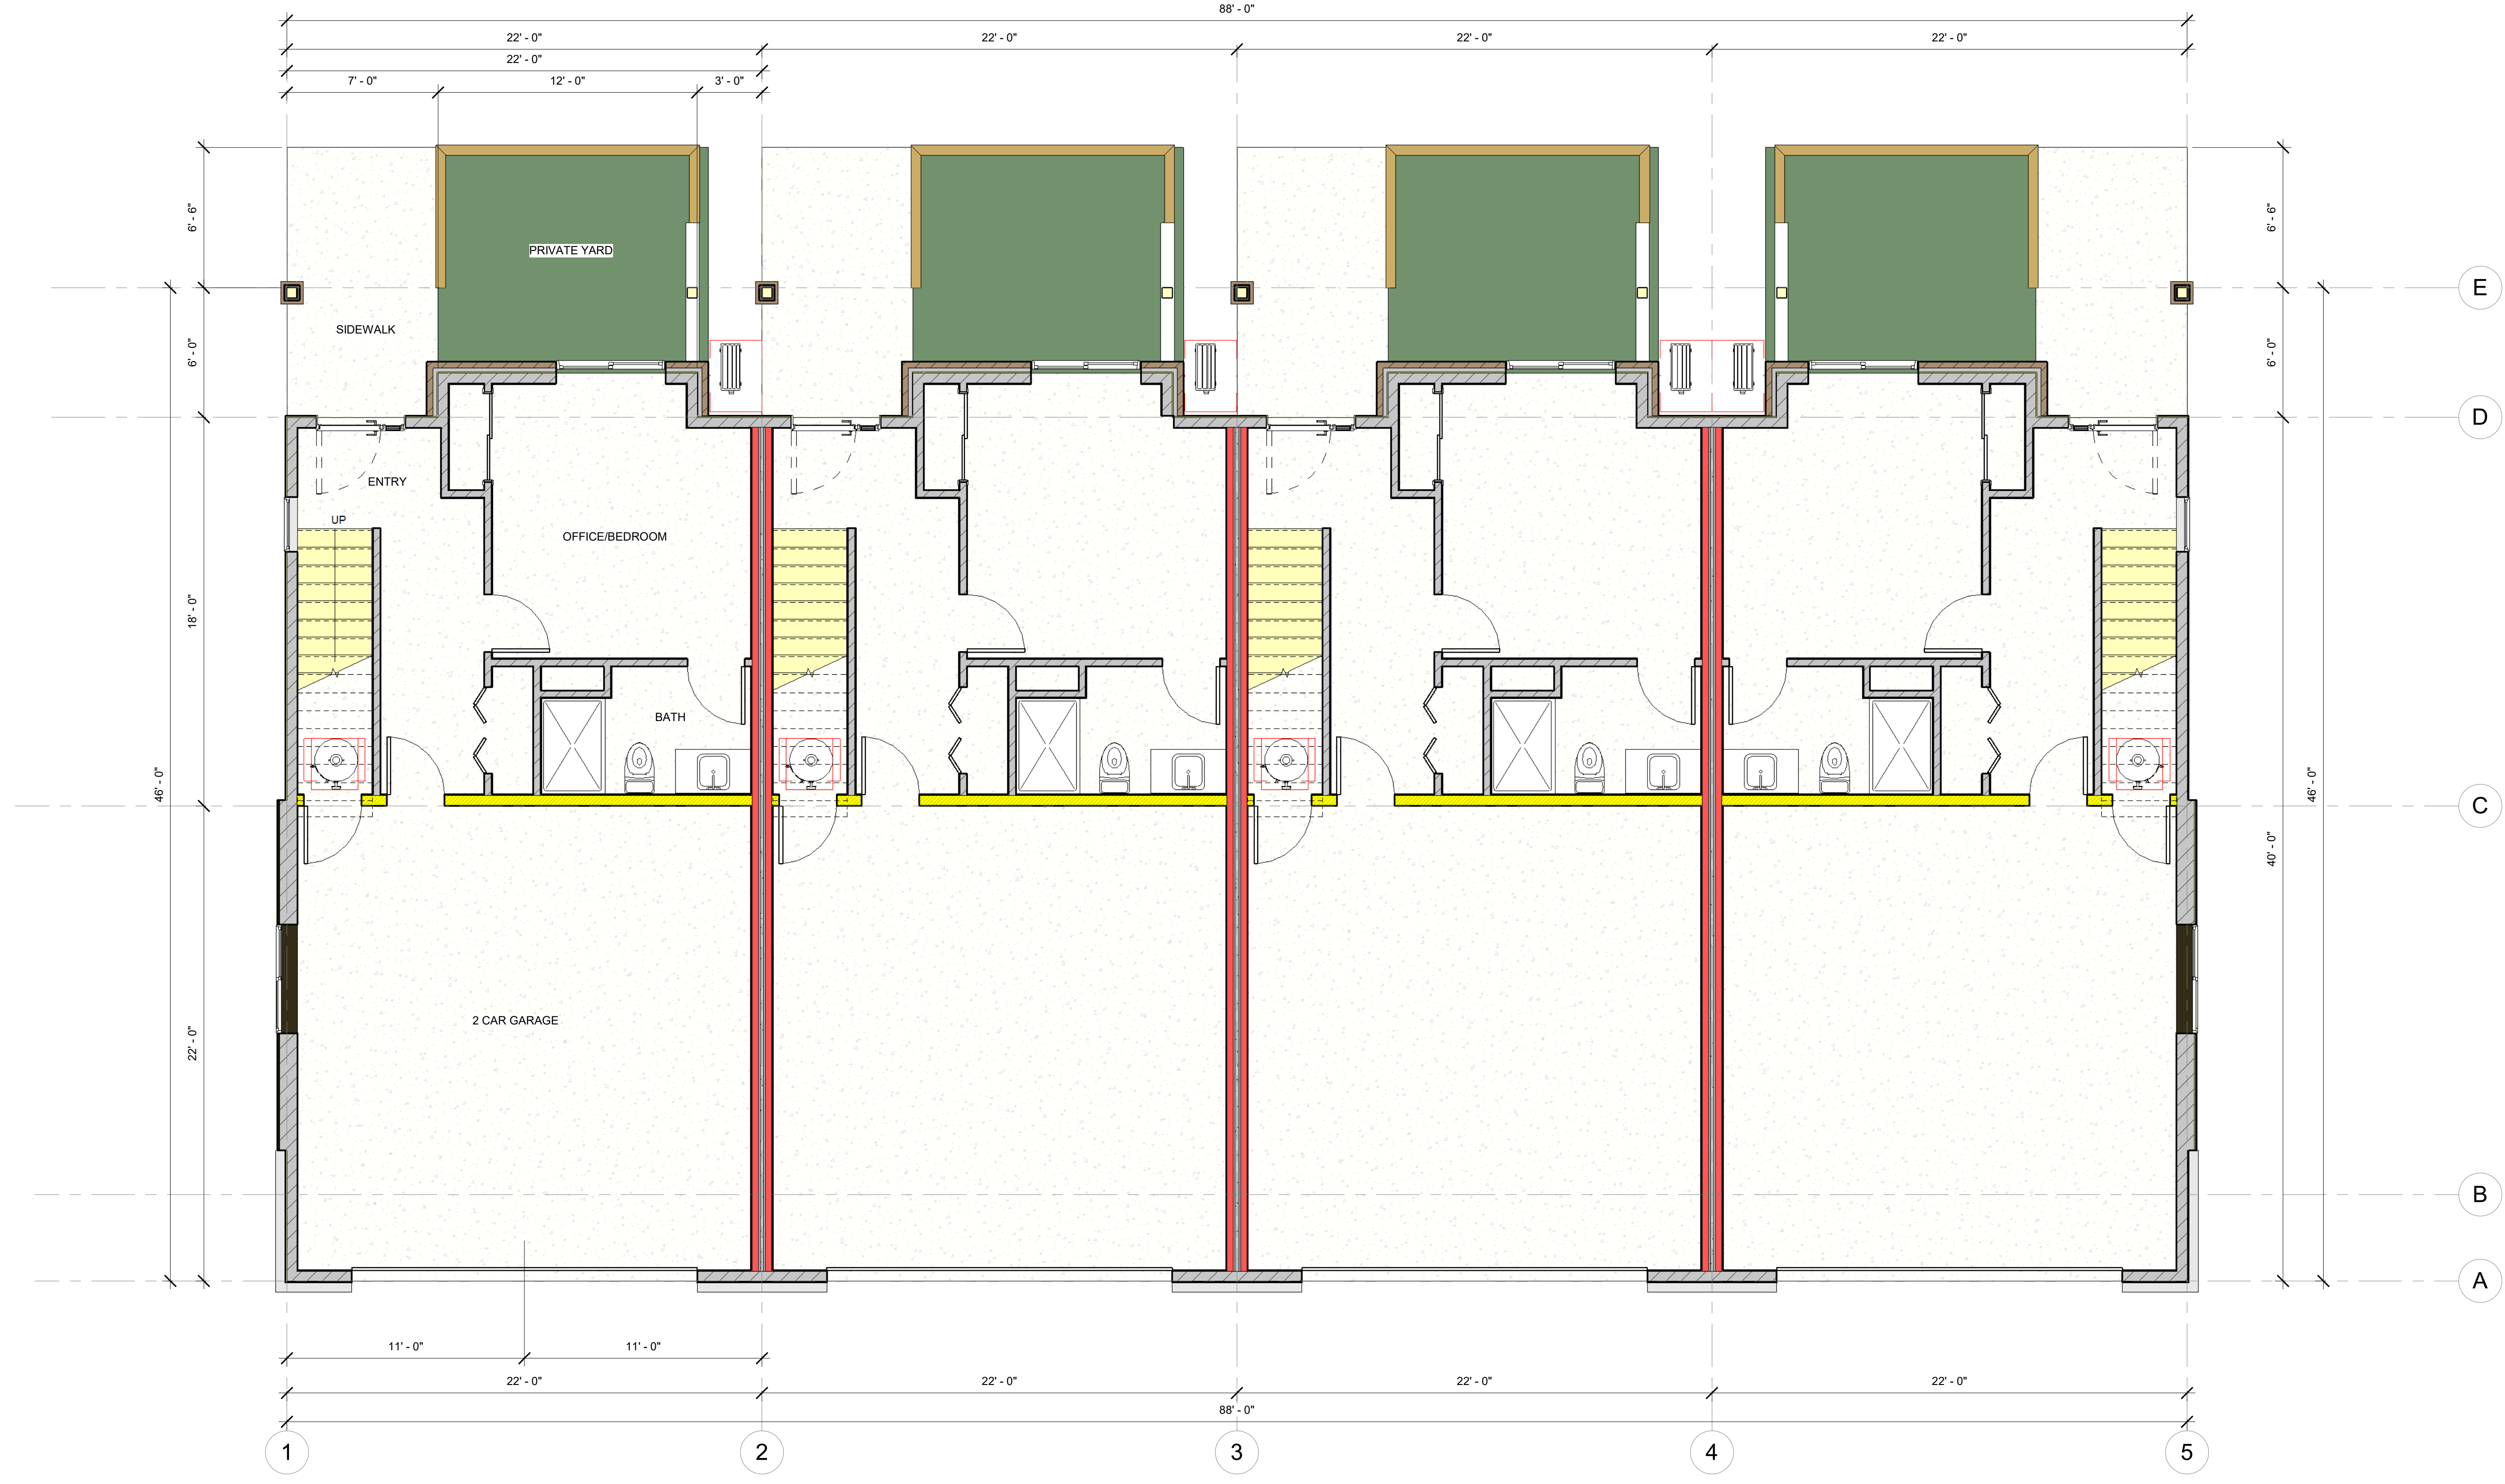 88' - 0"
22' - 0"
22' - 0"
22' - 0"
22' - 0"
22' - 0"
7' - 0"
12' - 0"
3' - 0"
6' - 6"
6' - 6"
PRIVATE YARD
E
SIDEWALK
6' - 0"
6' - 0"
D
ENTRY
UP
OFFICE/BEDROOM
18' - 0"
BATH
46' - 0"
46' - 0"
C
40' - 0"
2 CAR GARAGE
22' - 0"
B
A
11' - 0"
11' - 0"
22' - 0"
22' - 0"
22' - 0"
22' - 0"
88' - 0"
1
2
3
4
5